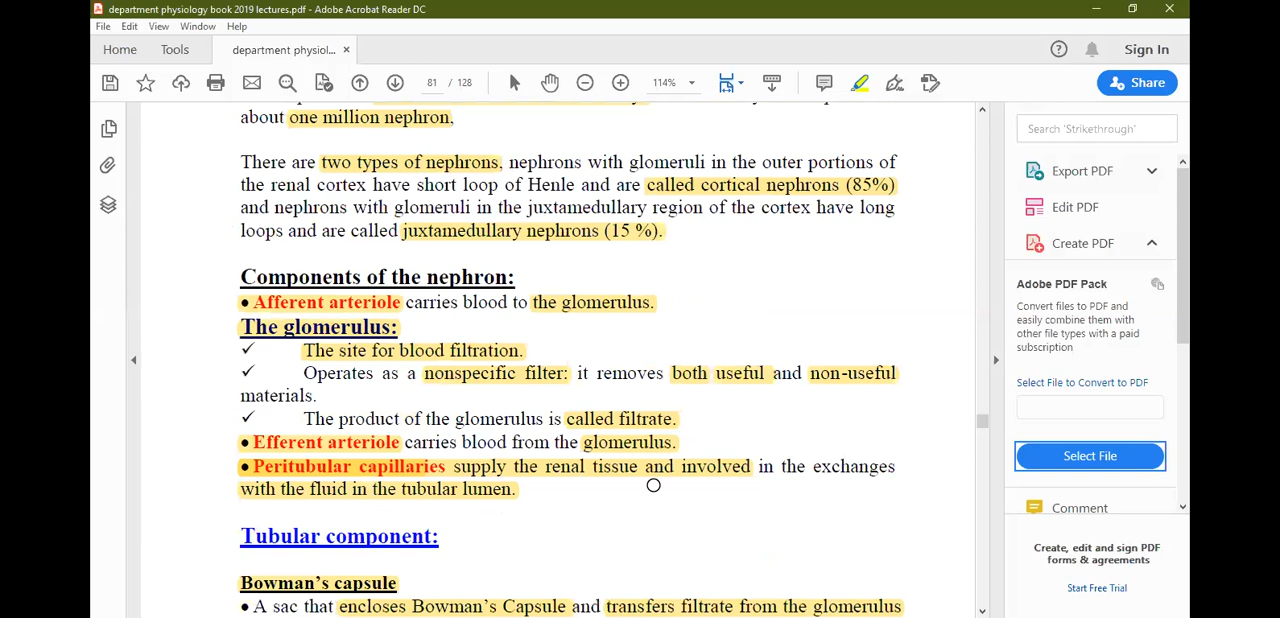 department physiology book 2019 lectures.pdf - Adobe Acrobat Reader DC
File Edit View Window Help
Home Tools department physiol... × Sign In
81 / 128 114% Share
about one million nephron,
There are two types of nephrons, nephrons with glomeruli in the outer portions of
the renal cortex have short loop of Henle and are called cortical nephrons (85%)
and nephrons with glomeruli in the juxtamedullary region of the cortex have long
loops and are called juxtamedullary nephrons (15 %).
Components of the nephron:
• Afferent arteriole carries blood to the glomerulus.
The glomerulus:
✓ The site for blood filtration.
✓ Operates as a nonspecific filter: it removes both useful and non-useful
materials.
✓ The product of the glomerulus is called filtrate.
• Efferent arteriole carries blood from the glomerulus.
• Peritubular capillaries supply the renal tissue and involved in the exchanges
with the fluid in the tubular lumen.
Tubular component:
Bowman's capsule
• A sac that encloses Bowman's Capsule and transfers filtrate from the glomerulus
Search 'Strikethrough'
Export PDF
Edit PDF
Create PDF
Adobe PDF Pack
Convert files to PDF and
easily combine them with
other file types with a paid
subscription
Select File to Convert to PDF
Select File
Comment
Create, edit and sign PDF
forms & agreements
Start Free Trial